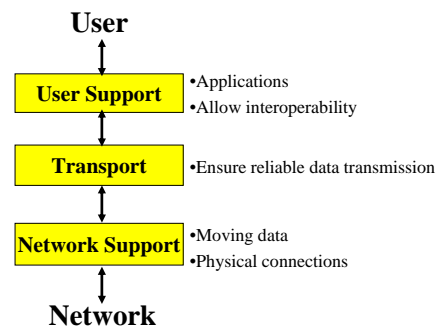 User
User Support
•Applications
•Allow interoperability
Transport
•Ensure reliable data transmission
Network Support
•Moving data
•Physical connections
Network